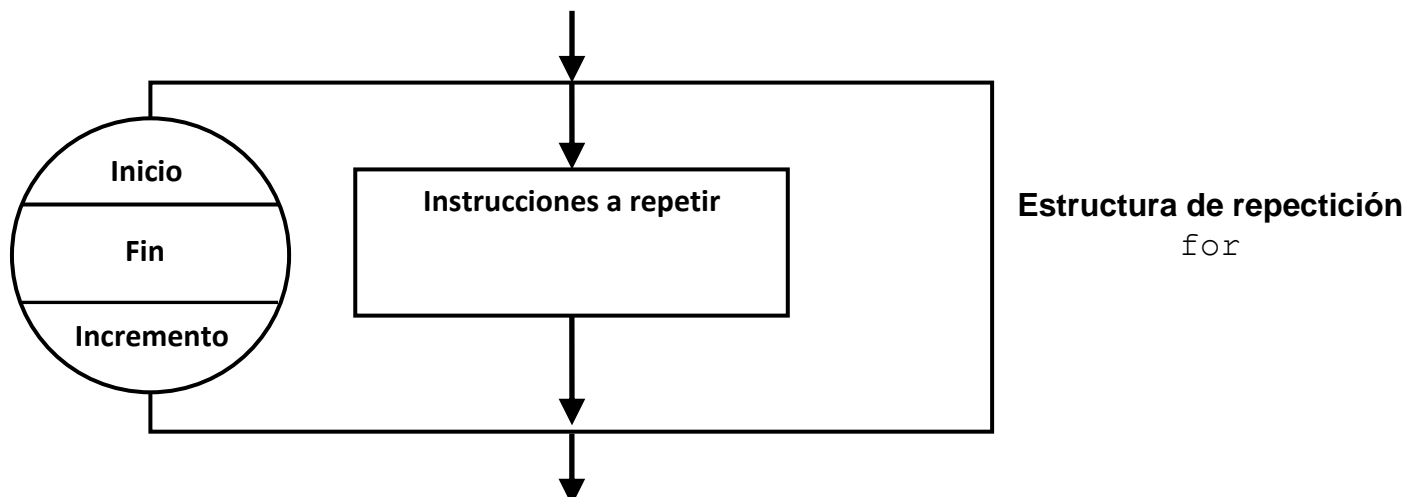 Inicio
Fin
Incremento
Instrucciones a repetir
Estructura de repectición
for